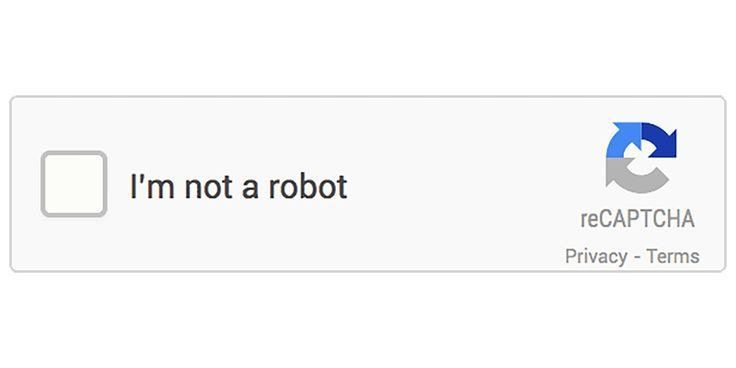 I'm not a robot
reCAPTCHA
Privacy - Terms